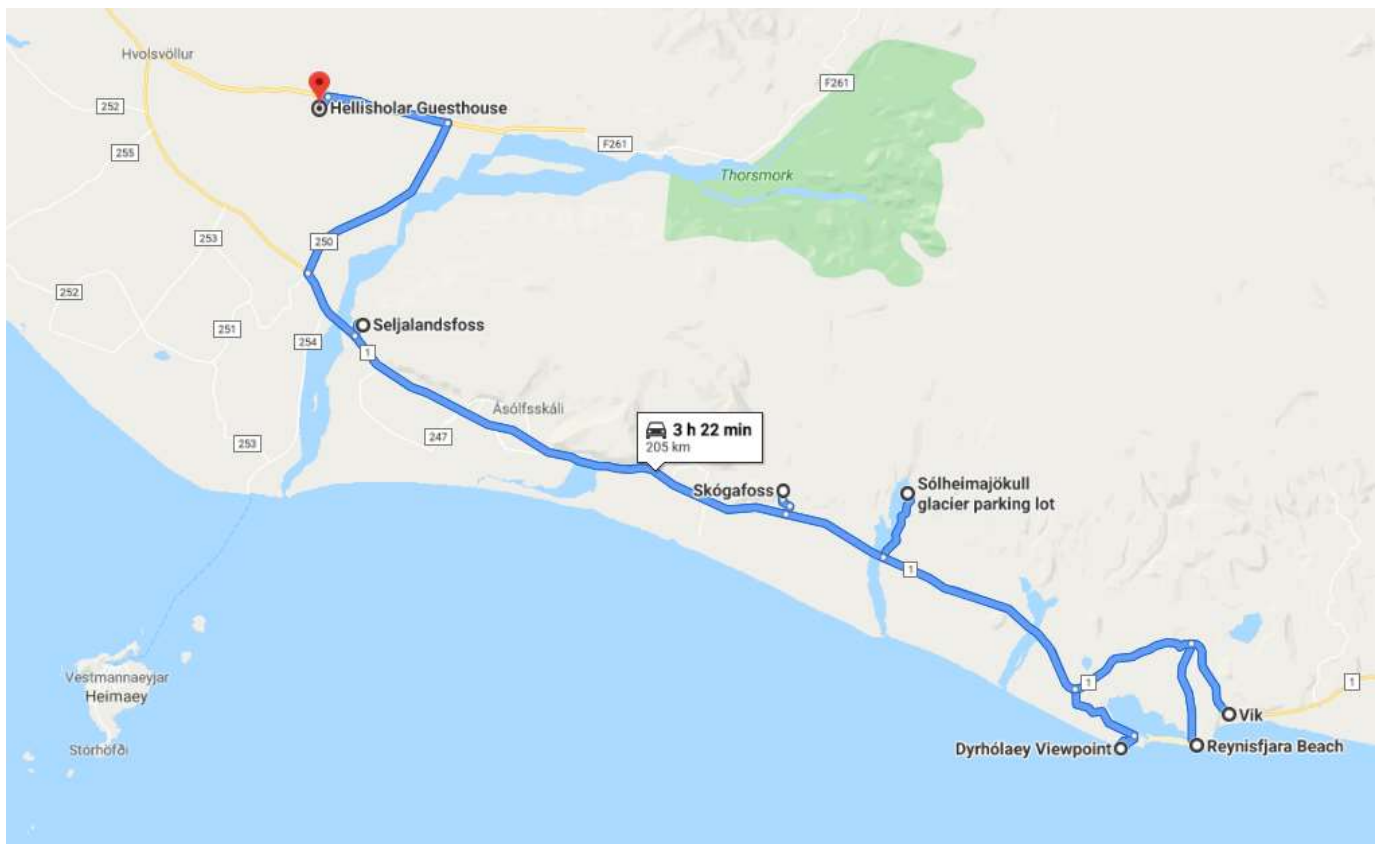 Hvolsvöllur
F261
252
Hellisholar Guesthouse
255
F261
Thorsmork
253
250
252
251
Seljalandsfoss
254
1
Ásólfsskáli
3 h 22 min
205 km
247
253
Skógafoss
Sólheimajökull
glacier parking lot
1
Vestmannaeyjar
Heimaey
1
1
Vik
Stórhöfði
Dyrhólaey Viewpoint
Reynisfjara Beach